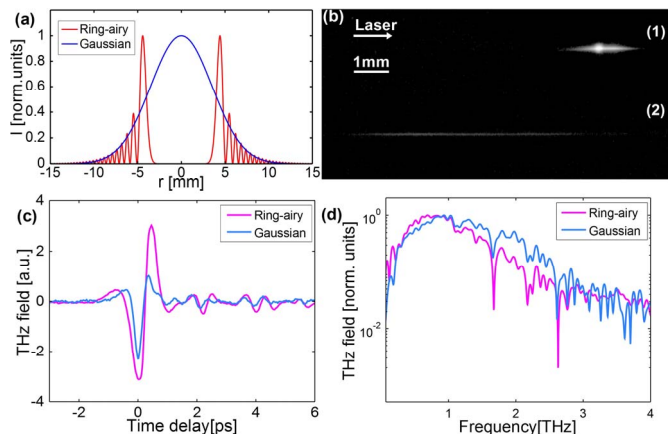 (a)
Ring-airy
Gaussian
I [norm.units]
1
0.8
0.6
0.4
0.2
0
-15 -10 -5 0 5 10 15
r [mm]
(b)
Laser
1mm
(1)
(2)
(c)
Ring-airy
Gaussian
THz field [a.u.]
4
2
0
-2
-4
-2 0 2 4 6
Time delay[ps]
(d)
Ring-airy
Gaussian
THz field [norm. units]
10⁰
10⁻²
1 2 3 4
Frequency[THz]